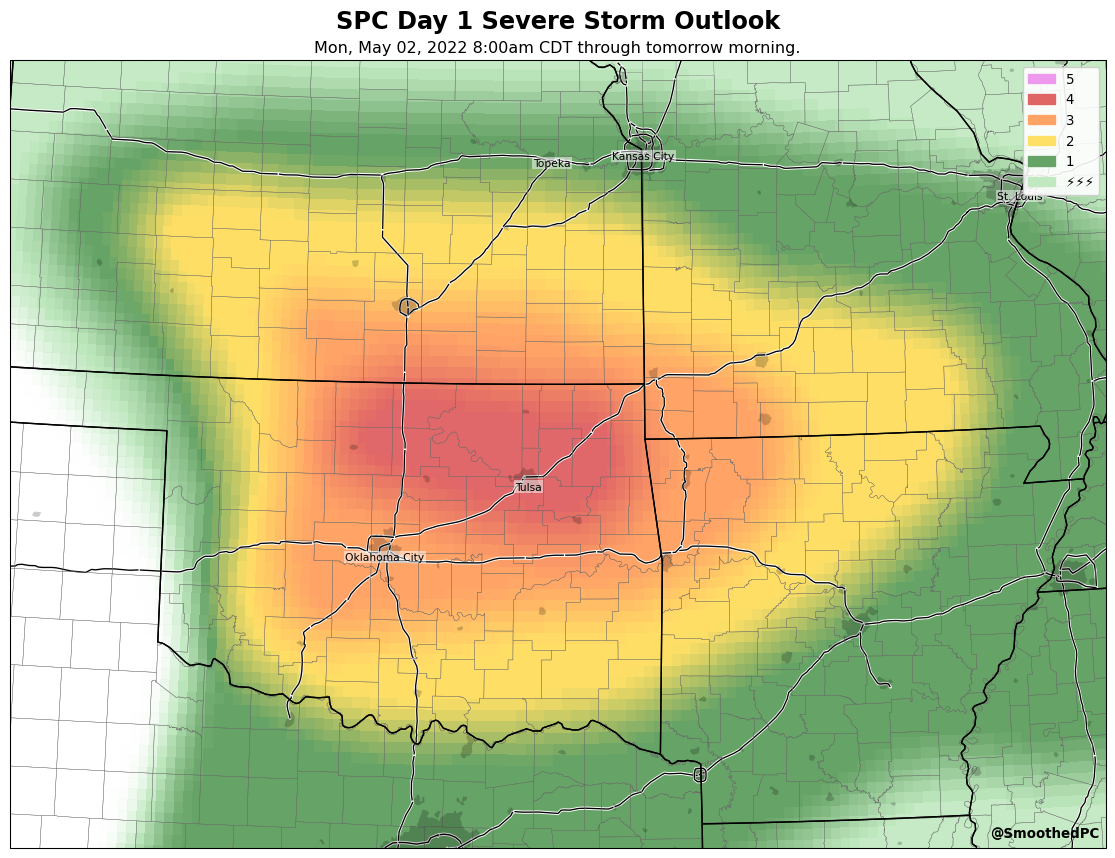 SPC Day 1 Severe Storm Outlook
Mon, May 02, 2022 8:00am CDT through tomorrow morning.
5
4
3
2
1
⚡⚡⚡
Topeka
Kansas City
St. Louis
Tulsa
Oklahoma City
@SmoothedPC